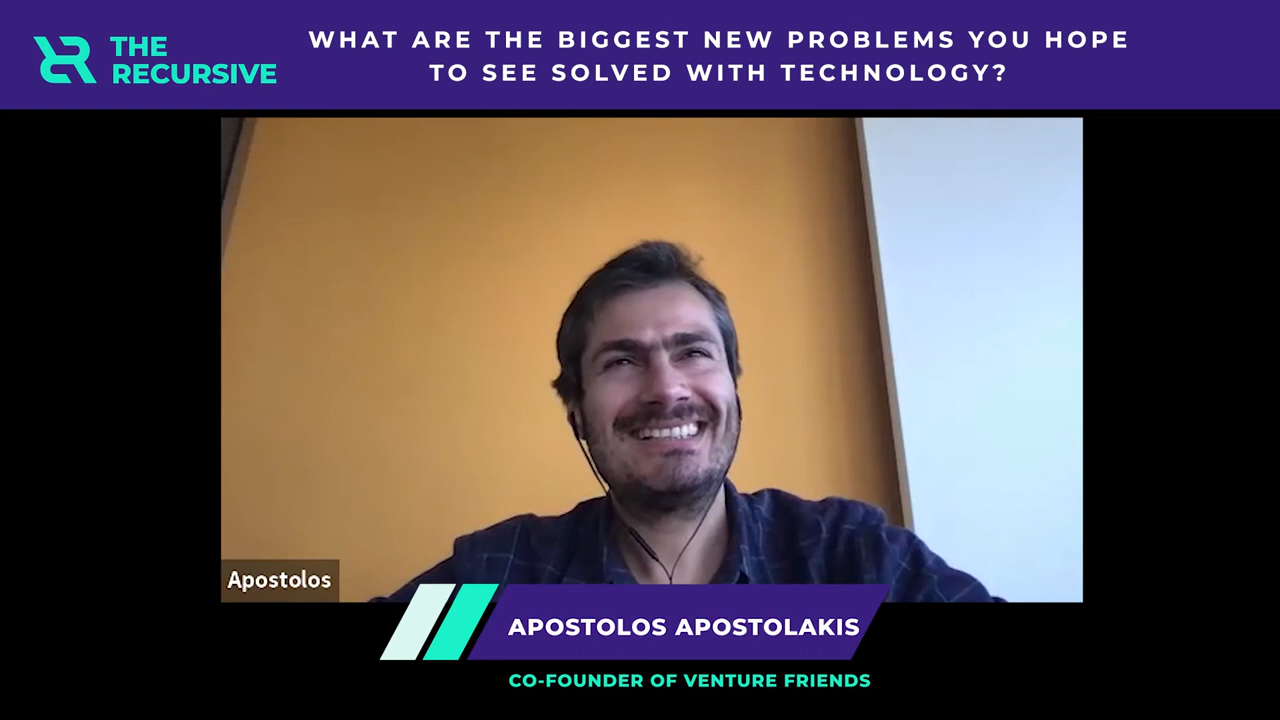 THE
RECURSIVE
WHAT ARE THE BIGGEST NEW PROBLEMS YOU HOPE
TO SEE SOLVED WITH TECHNOLOGY?
Apostolos
APOSTOLOS APOSTOLAKIS
CO-FOUNDER OF VENTURE FRIENDS